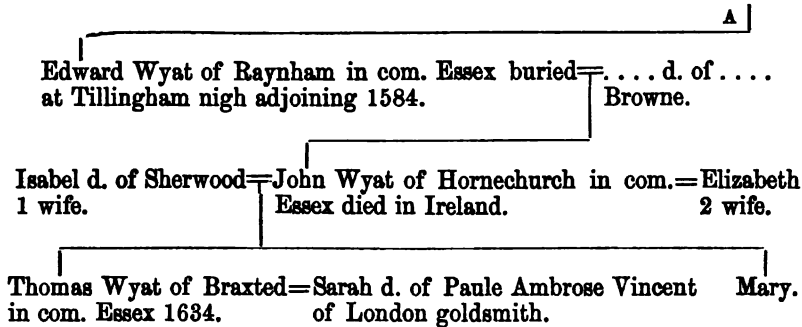 A
Edward Wyat of Raynham in com. Essex buried=.... d. of ....
at Tillingham nigh adjoining 1584. Browne.
Isabel d. of Sherwood=John Wyat of Hornechurch in com.=Elizabeth
1 wife. Essex died in Ireland. 2 wife.
Thomas Wyat of Braxted=Sarah d. of Paule Ambrose Vincent Mary.
in com. Essex 1634. of London goldsmith.